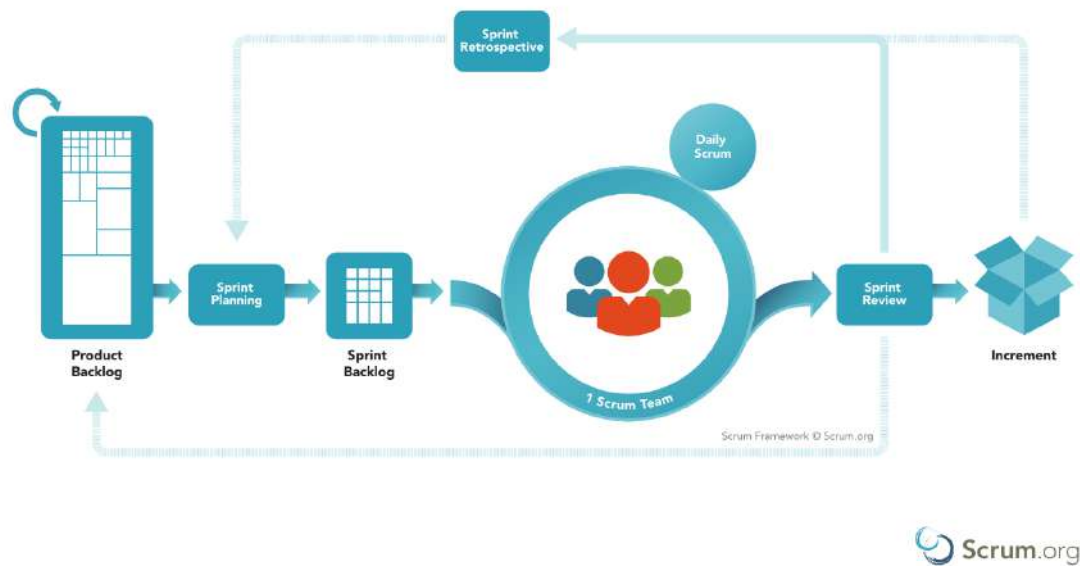 Sprint
Retrospective
Daily
Scrum
Sprint
Planning
Sprint
Review
Product
Backlog
Sprint
Backlog
Increment
1 Scrum Team
Scrum Framework © Scrum.org
Scrum.org